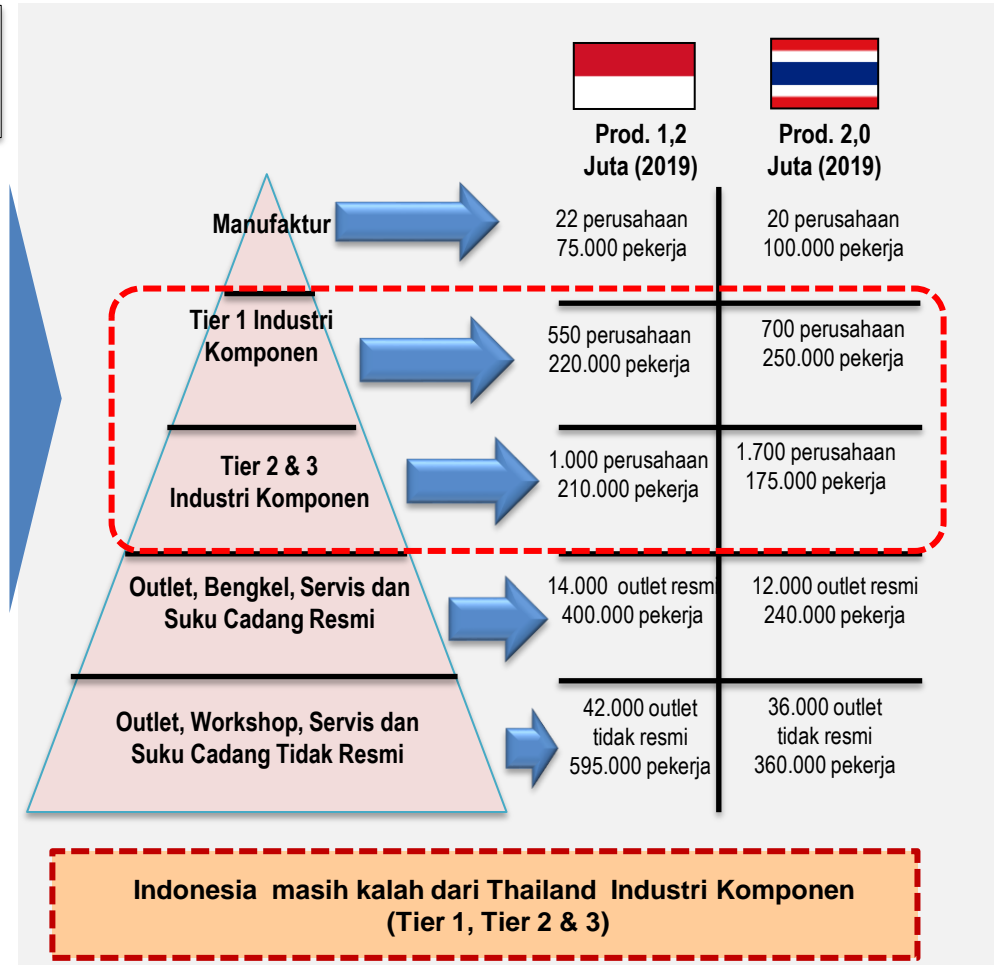 Prod. 1,2
Juta (2019)
Prod. 2,0
Juta (2019)
Manufaktur
22 perusahaan
75.000 pekerja
20 perusahaan
100.000 pekerja
Tier 1 Industri
Komponen
550 perusahaan
220.000 pekerja
700 perusahaan
250.000 pekerja
Tier 2 & 3
Industri Komponen
1.000 perusahaan
210.000 pekerja
1.700 perusahaan
175.000 pekerja
Outlet, Bengkel, Servis dan
Suku Cadang Resmi
14.000 outlet resmi
400.000 pekerja
12.000 outlet resmi
240.000 pekerja
Outlet, Workshop, Servis dan
Suku Cadang Tidak Resmi
42.000 outlet
tidak resmi
595.000 pekerja
36.000 outlet
tidak resmi
360.000 pekerja
Indonesia masih kalah dari Thailand Industri Komponen
(Tier 1, Tier 2 & 3)